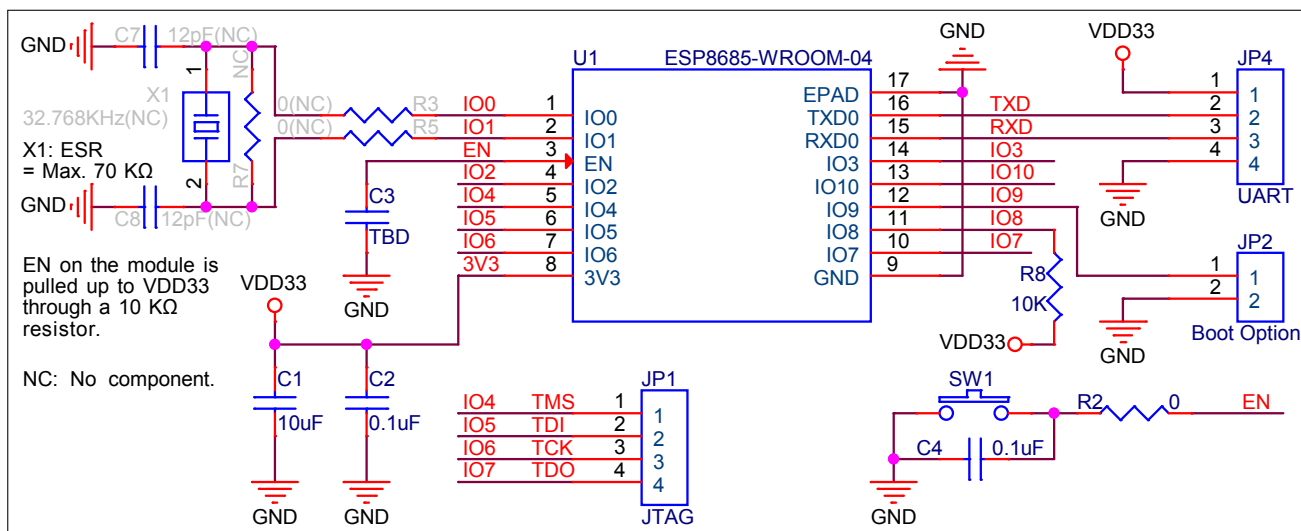 GND
C7
12pF(NC)
1
X1
32.768KHz(NC)
NC
R7
X1: ESR
= Max. 70 KΩ
2
GND
C8
12pF(NC)
0(NC)
R3
0(NC)
R5
EN on the module is
pulled up to VDD33
through a 10 KΩ
resistor.
NC: No component.
U1
ESP8685-WROOM-04
IO0
1
IO0
IO1
2
IO1
EN
3
EN
IO2
4
IO2
IO4
5
IO4
IO5
6
IO5
IO6
7
IO6
3V3
8
3V3
C3
TBD
GND
EPAD
17
TXD0
16
TXD
RXD0
15
RXD
IO3
14
IO3
IO10
13
IO10
IO9
12
IO9
IO8
11
IO8
IO7
10
IO7
GND
9
GND
VDD33
JP4
1
1
2
2
3
3
4
4
UART
GND
JP2
1
1
2
2
Boot Option
GND
R8
10K
VDD33
VDD33
C1
10uF
GND
C2
0.1uF
GND
JP1
IO4
TMS
1
1
IO5
TDI
2
2
IO6
TCK
3
3
IO7
TDO
4
4
JTAG
SW1
R2
0
EN
C4
0.1uF
GND